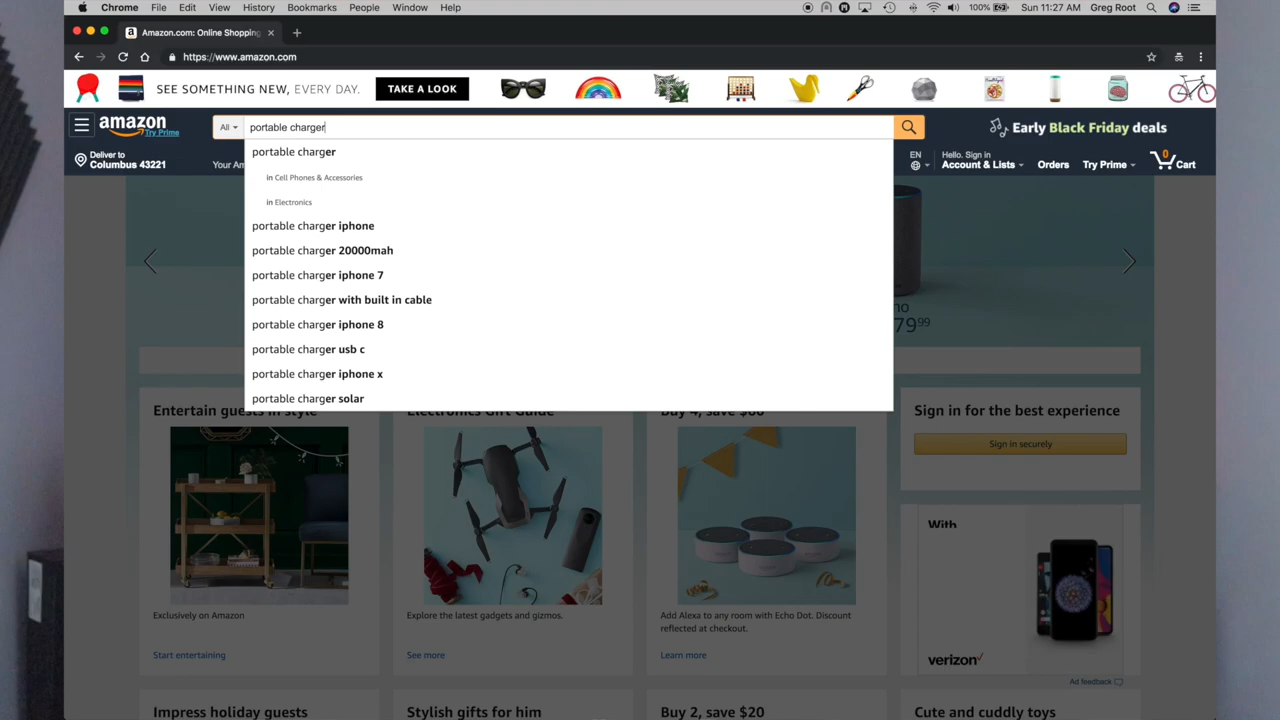 Chrome File Edit View History Bookmarks People Window Help
100% Sun 11:27 AM Greg Root
Amazon.com: Online Shopping
https://www.amazon.com
SEE SOMETHING NEW, EVERY DAY. TAKE A LOOK
amazon
Try Prime
All
portable charger
Early Black Friday deals
Deliver to
Columbus 43221
Your Am
EN
Hello. Sign in
Account & Lists
Orders
Try Prime
0
Cart
portable charger
in Cell Phones & Accessories
in Electronics
portable charger iphone
portable charger 20000mah
portable charger iphone 7
portable charger with built in cable
portable charger iphone 8
portable charger usb c
portable charger iphone x
portable charger solar
no
7999
Entertain guests in style
Electronics Gift Guide
Buy 4, save $60
Sign in for the best experience
Sign in securely
Exclusively on Amazon
Start entertaining
Explore the latest gadgets and gizmos.
See more
Add Alexa to any room with Echo Dot. Discount
reflected at checkout.
Learn more
With
verizon
Ad feedback
Impress holiday guests
Stylish gifts for him
Buy 2, save $20
Cute and cuddly toys